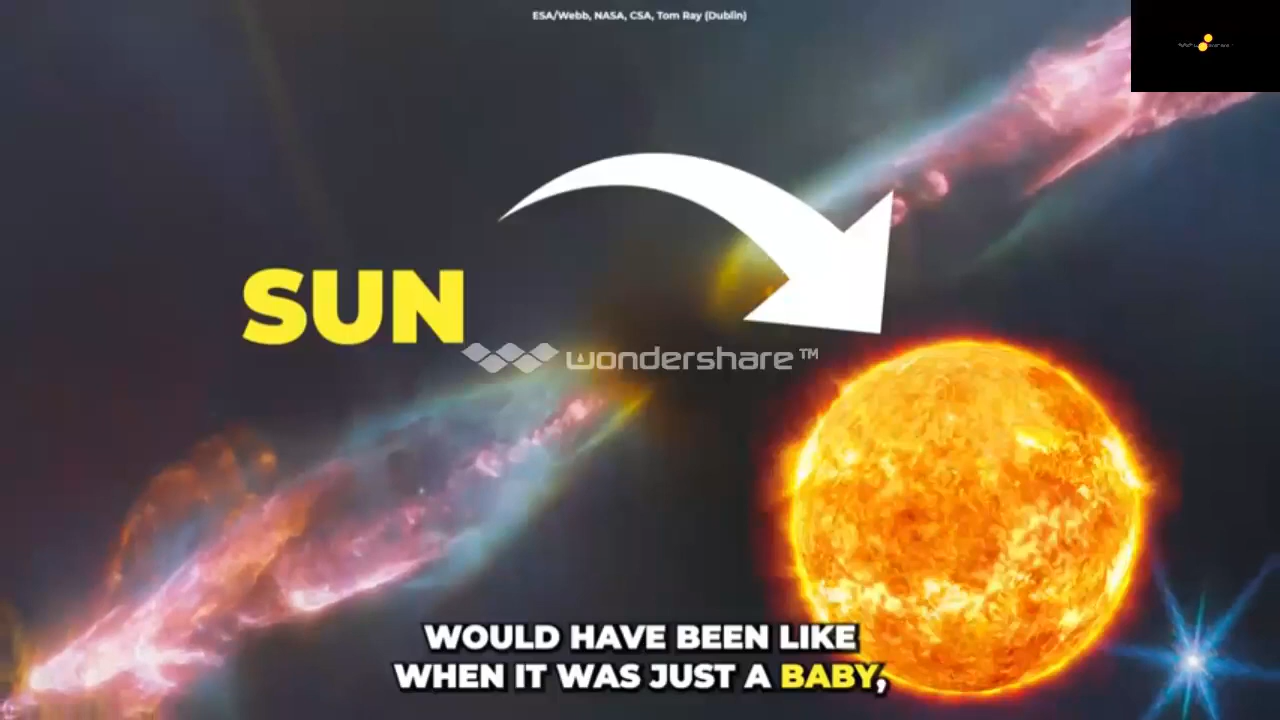 ESA/Webb, NASA, CSA, Tom Ray (Dublin)
SUN
wondershare™
WOULD HAVE BEEN LIKE
WHEN IT WAS JUST A BABY,